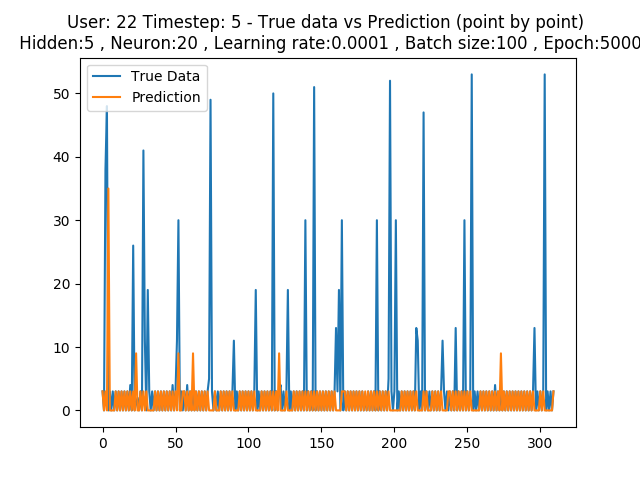 User: 22 Timestep: 5 - True data vs Prediction (point by point)
Hidden:5 , Neuron:20 , Learning rate:0.0001 , Batch size:100 , Epoch:5000
True Data
Prediction
50
40
30
20
10
0
0 50 100 150 200 250 300